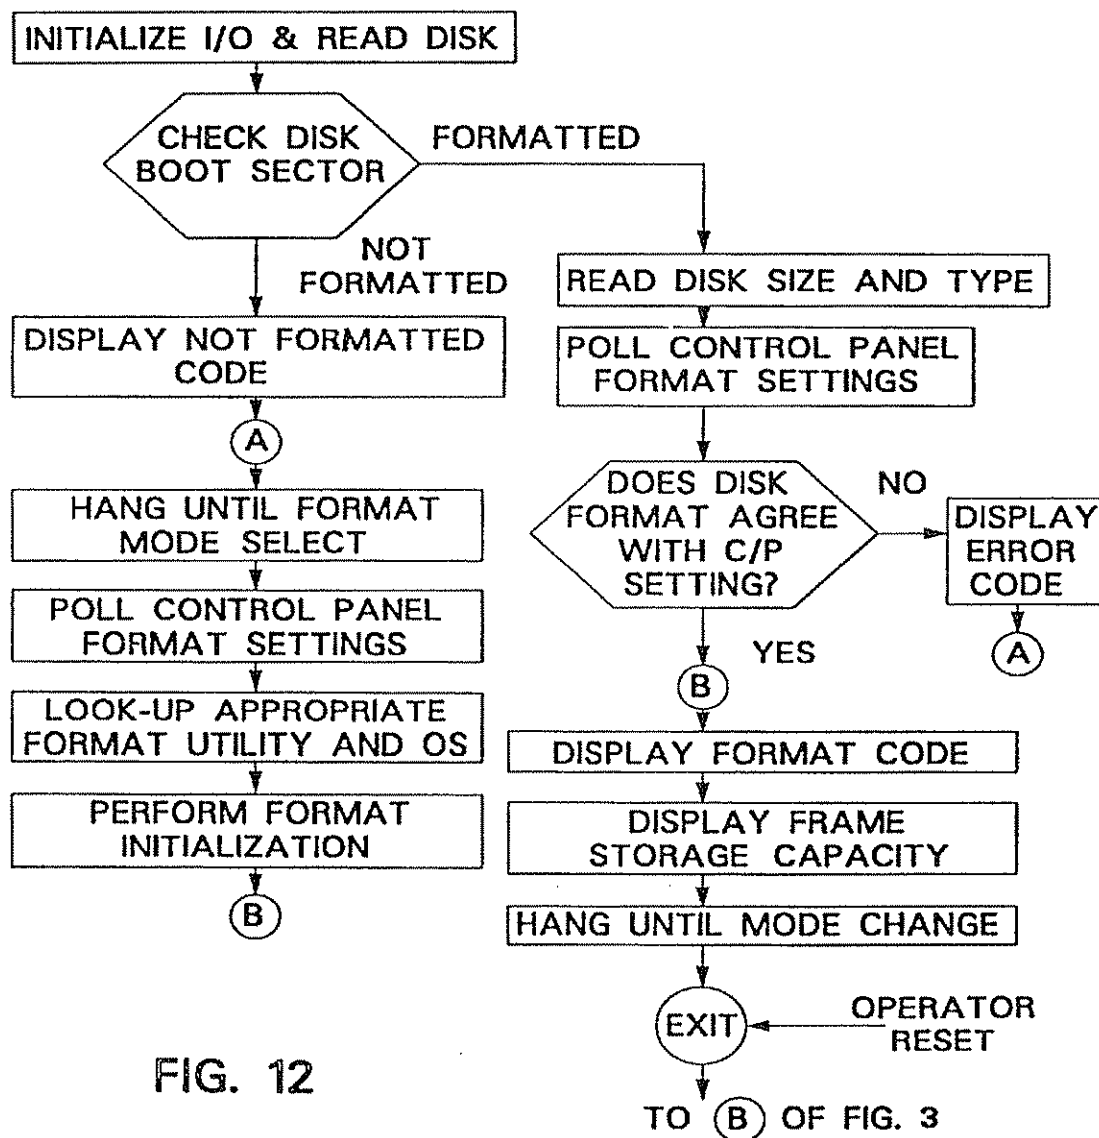 INITIALIZE I/O & READ DISK
CHECK DISK
BOOT SECTOR
FORMATTED
NOT
FORMATTED
DISPLAY NOT FORMATTED
CODE
A
HANG UNTIL FORMAT
MODE SELECT
POLL CONTROL PANEL
FORMAT SETTINGS
LOOK-UP APPROPRIATE
FORMAT UTILITY AND OS
PERFORM FORMAT
INITIALIZATION
B
READ DISK SIZE AND TYPE
POLL CONTROL PANEL
FORMAT SETTINGS
DOES DISK
FORMAT AGREE
WITH C/P
SETTING?
NO
DISPLAY
ERROR
CODE
A
YES
B
DISPLAY FORMAT CODE
DISPLAY FRAME
STORAGE CAPACITY
HANG UNTIL MODE CHANGE
EXIT
OPERATOR
RESET
TO B OF FIG. 3
FIG. 12